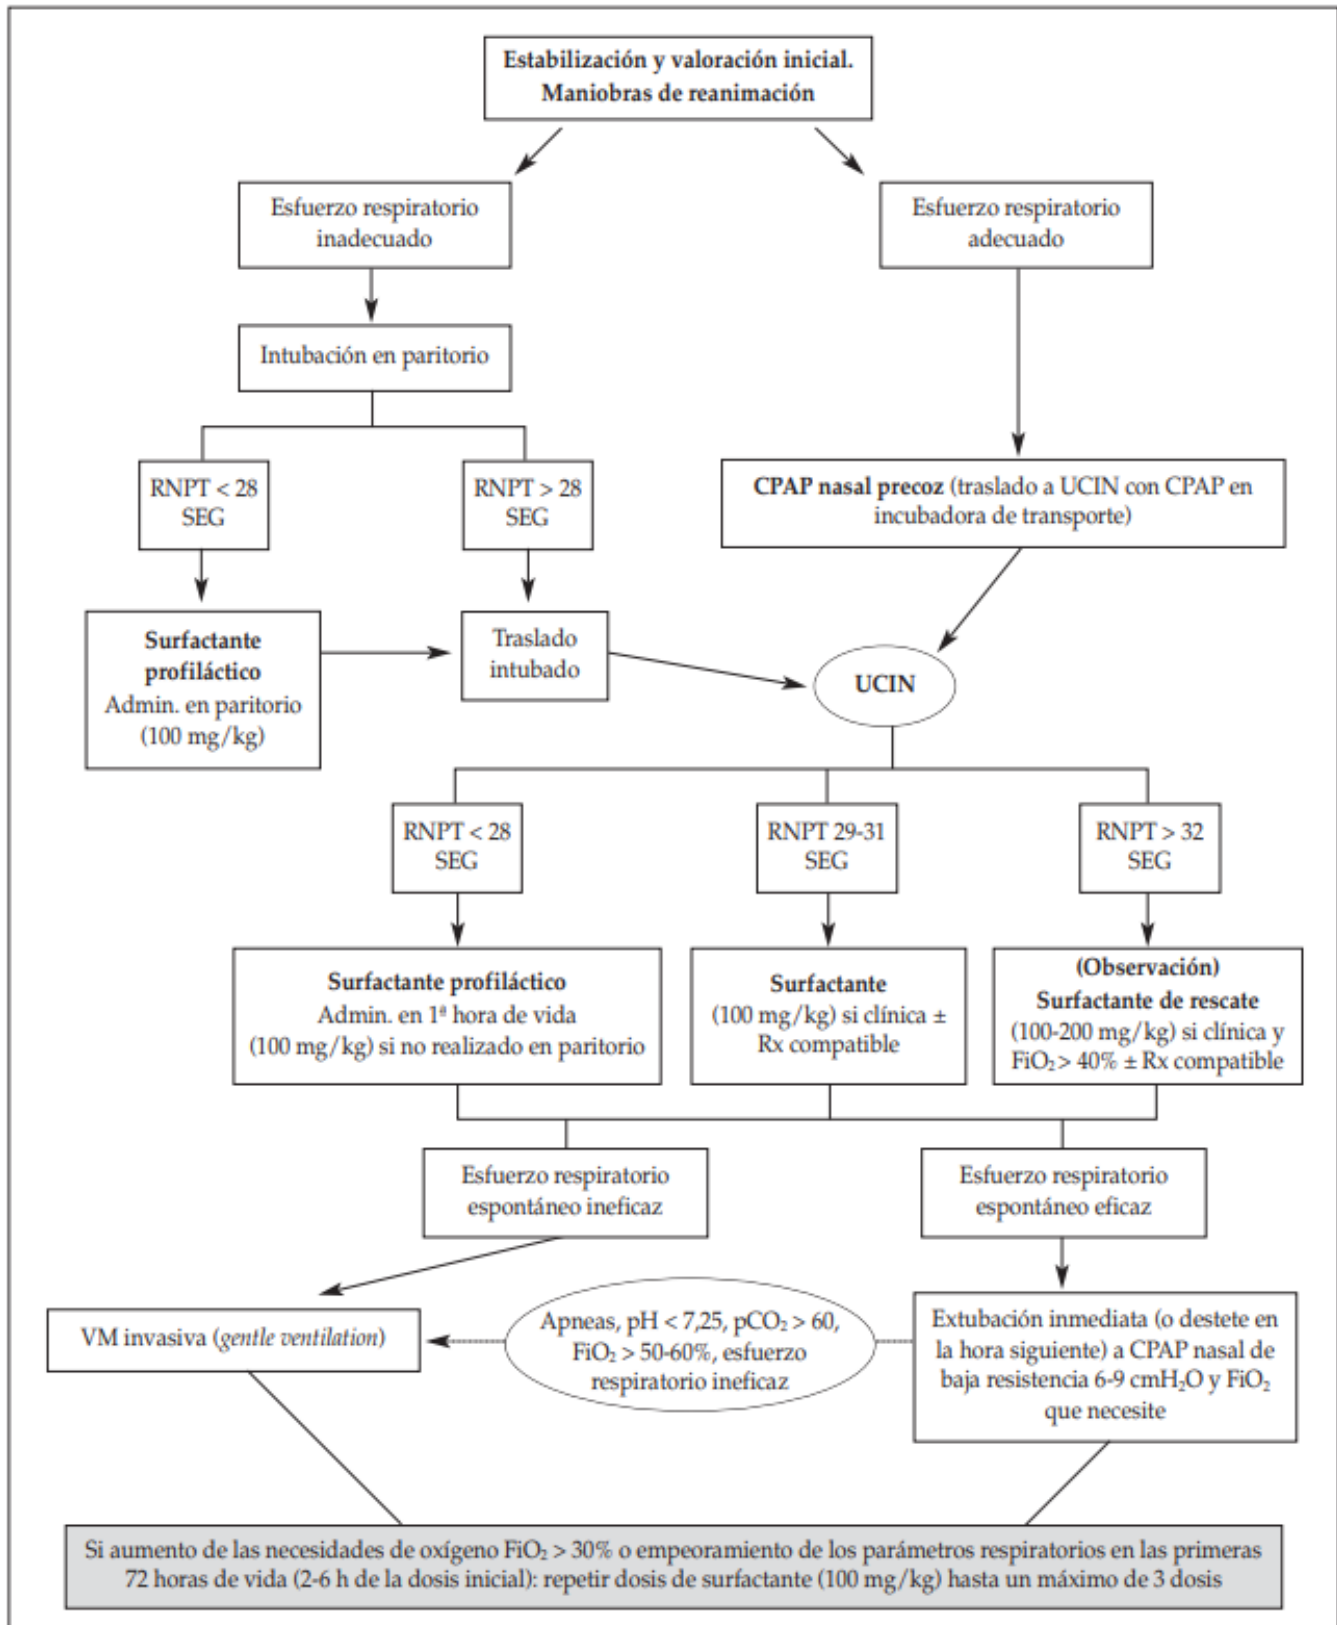 Estabilización y valoración inicial.
Maniobras de reanimación
Esfuerzo respiratorio
inadecuado
Esfuerzo respiratorio
adecuado
Intubación en paritorio
RNPT < 28
SEG
RNPT > 28
SEG
CPAP nasal precoz (traslado a UCIN con CPAP en
incubadora de transporte)
Surfactante
profiláctico
Admin. en paritorio
(100 mg/kg)
Traslado
intubado
UCIN
RNPT < 28
SEG
RNPT 29-31
SEG
RNPT > 32
SEG
Surfactante profiláctico
Admin. en 1ª hora de vida
(100 mg/kg) si no realizado en paritorio
Surfactante
(100 mg/kg) si clínica ±
Rx compatible
(Observación)
Surfactante de rescate
(100-200 mg/kg) si clínica y
FiO₂ > 40% ± Rx compatible
Esfuerzo respiratorio
espontáneo ineficaz
Esfuerzo respiratorio
espontáneo eficaz
VM invasiva (gentle ventilation)
Apneas, pH < 7,25, pCO₂ > 60,
FiO₂ > 50-60%, esfuerzo
respiratorio ineficaz
Extubación inmediata (o destete en
la hora siguiente) a CPAP nasal de
baja resistencia 6-9 cmH₂O y FiO₂
que necesite
Si aumento de las necesidades de oxígeno FiO₂ > 30% o empeoramiento de los parámetros respiratorios en las primeras
72 horas de vida (2-6 h de la dosis inicial): repetir dosis de surfactante (100 mg/kg) hasta un máximo de 3 dosis